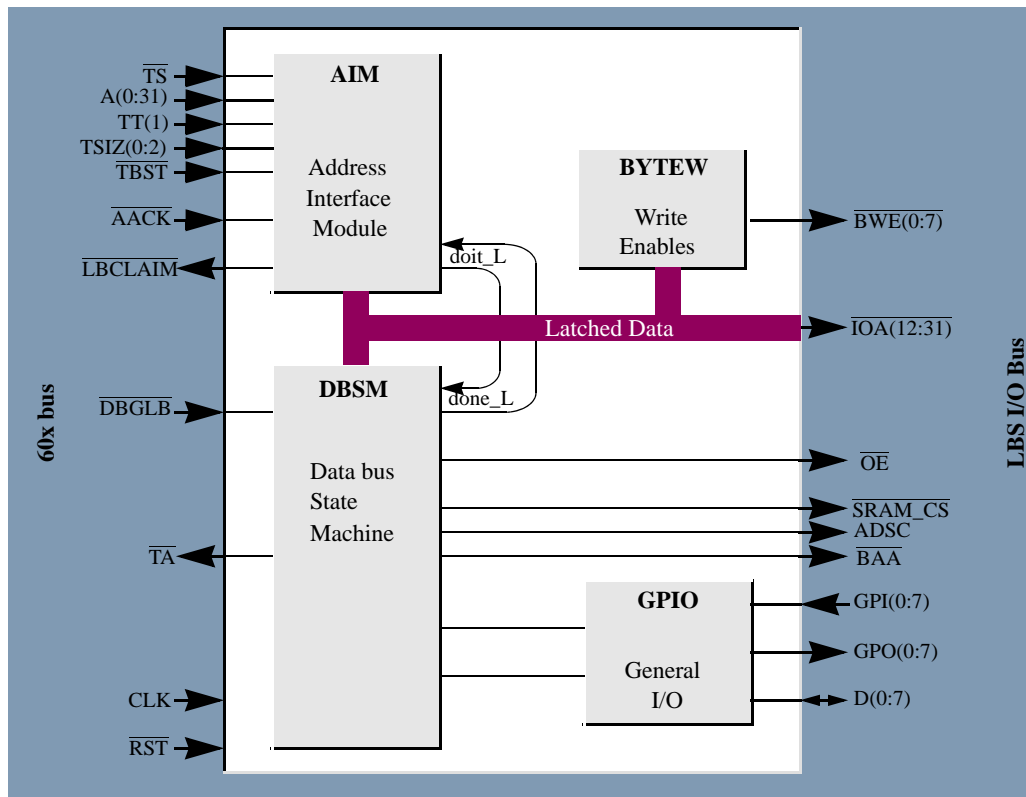 60x bus
TS
A(0:31)
TT(1)
TSIZ(0:2)
TBST
AACK
LBCLAIM
DBGLB
TA
CLK
RST
AIM
Address
Interface
Module
doit_L
BYTEW
Write
Enables
Latched Data
DBSM
done_L
Data bus
State
Machine
GPIO
General
I/O
BWE(0:7)
IOA(12:31)
OE
SRAM_CS
ADSC
BAA
GPI(0:7)
GPO(0:7)
D(0:7)
LBS I/O Bus